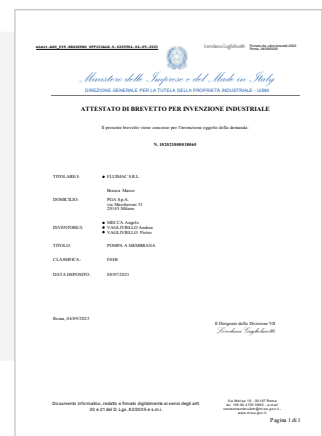 Ministero delle Imprese e del Made in Italy
DIREZIONE GENERALE PER LA TUTELA DELLA PROPRIETÀ INDUSTRIALE - UIBM
ATTESTATO DI BREVETTO PER INVENZIONE INDUSTRIALE
Il presente brevetto viene concesso per l'invenzione oggetto della domanda:
TITOLARE/I: ● FLUIMAC S.R.L.
Branca Marco
DOMICILIO: PGA S.p.A.
via Mascheroni 31
20145 Milano
● MECCA Angelo
INVENTORE/I: ● VAGLIVIELLO Andrea
● VAGLIVIELLO Pietro
TITOLO: POMPA A MEMBRANA
CLASSIFICA: F04B
DATA DEPOSITO: 08/07/2021
Roma, 04/09/2023
Il Dirigente della Divisione VII
Loredana Guglielmetti
Documento informatico, redatto e firmato digitalmente ai sensi degli artt.
20 e 21 del D. Lgs. 82/2005 e s.m.i.
Pagina 1 di 1